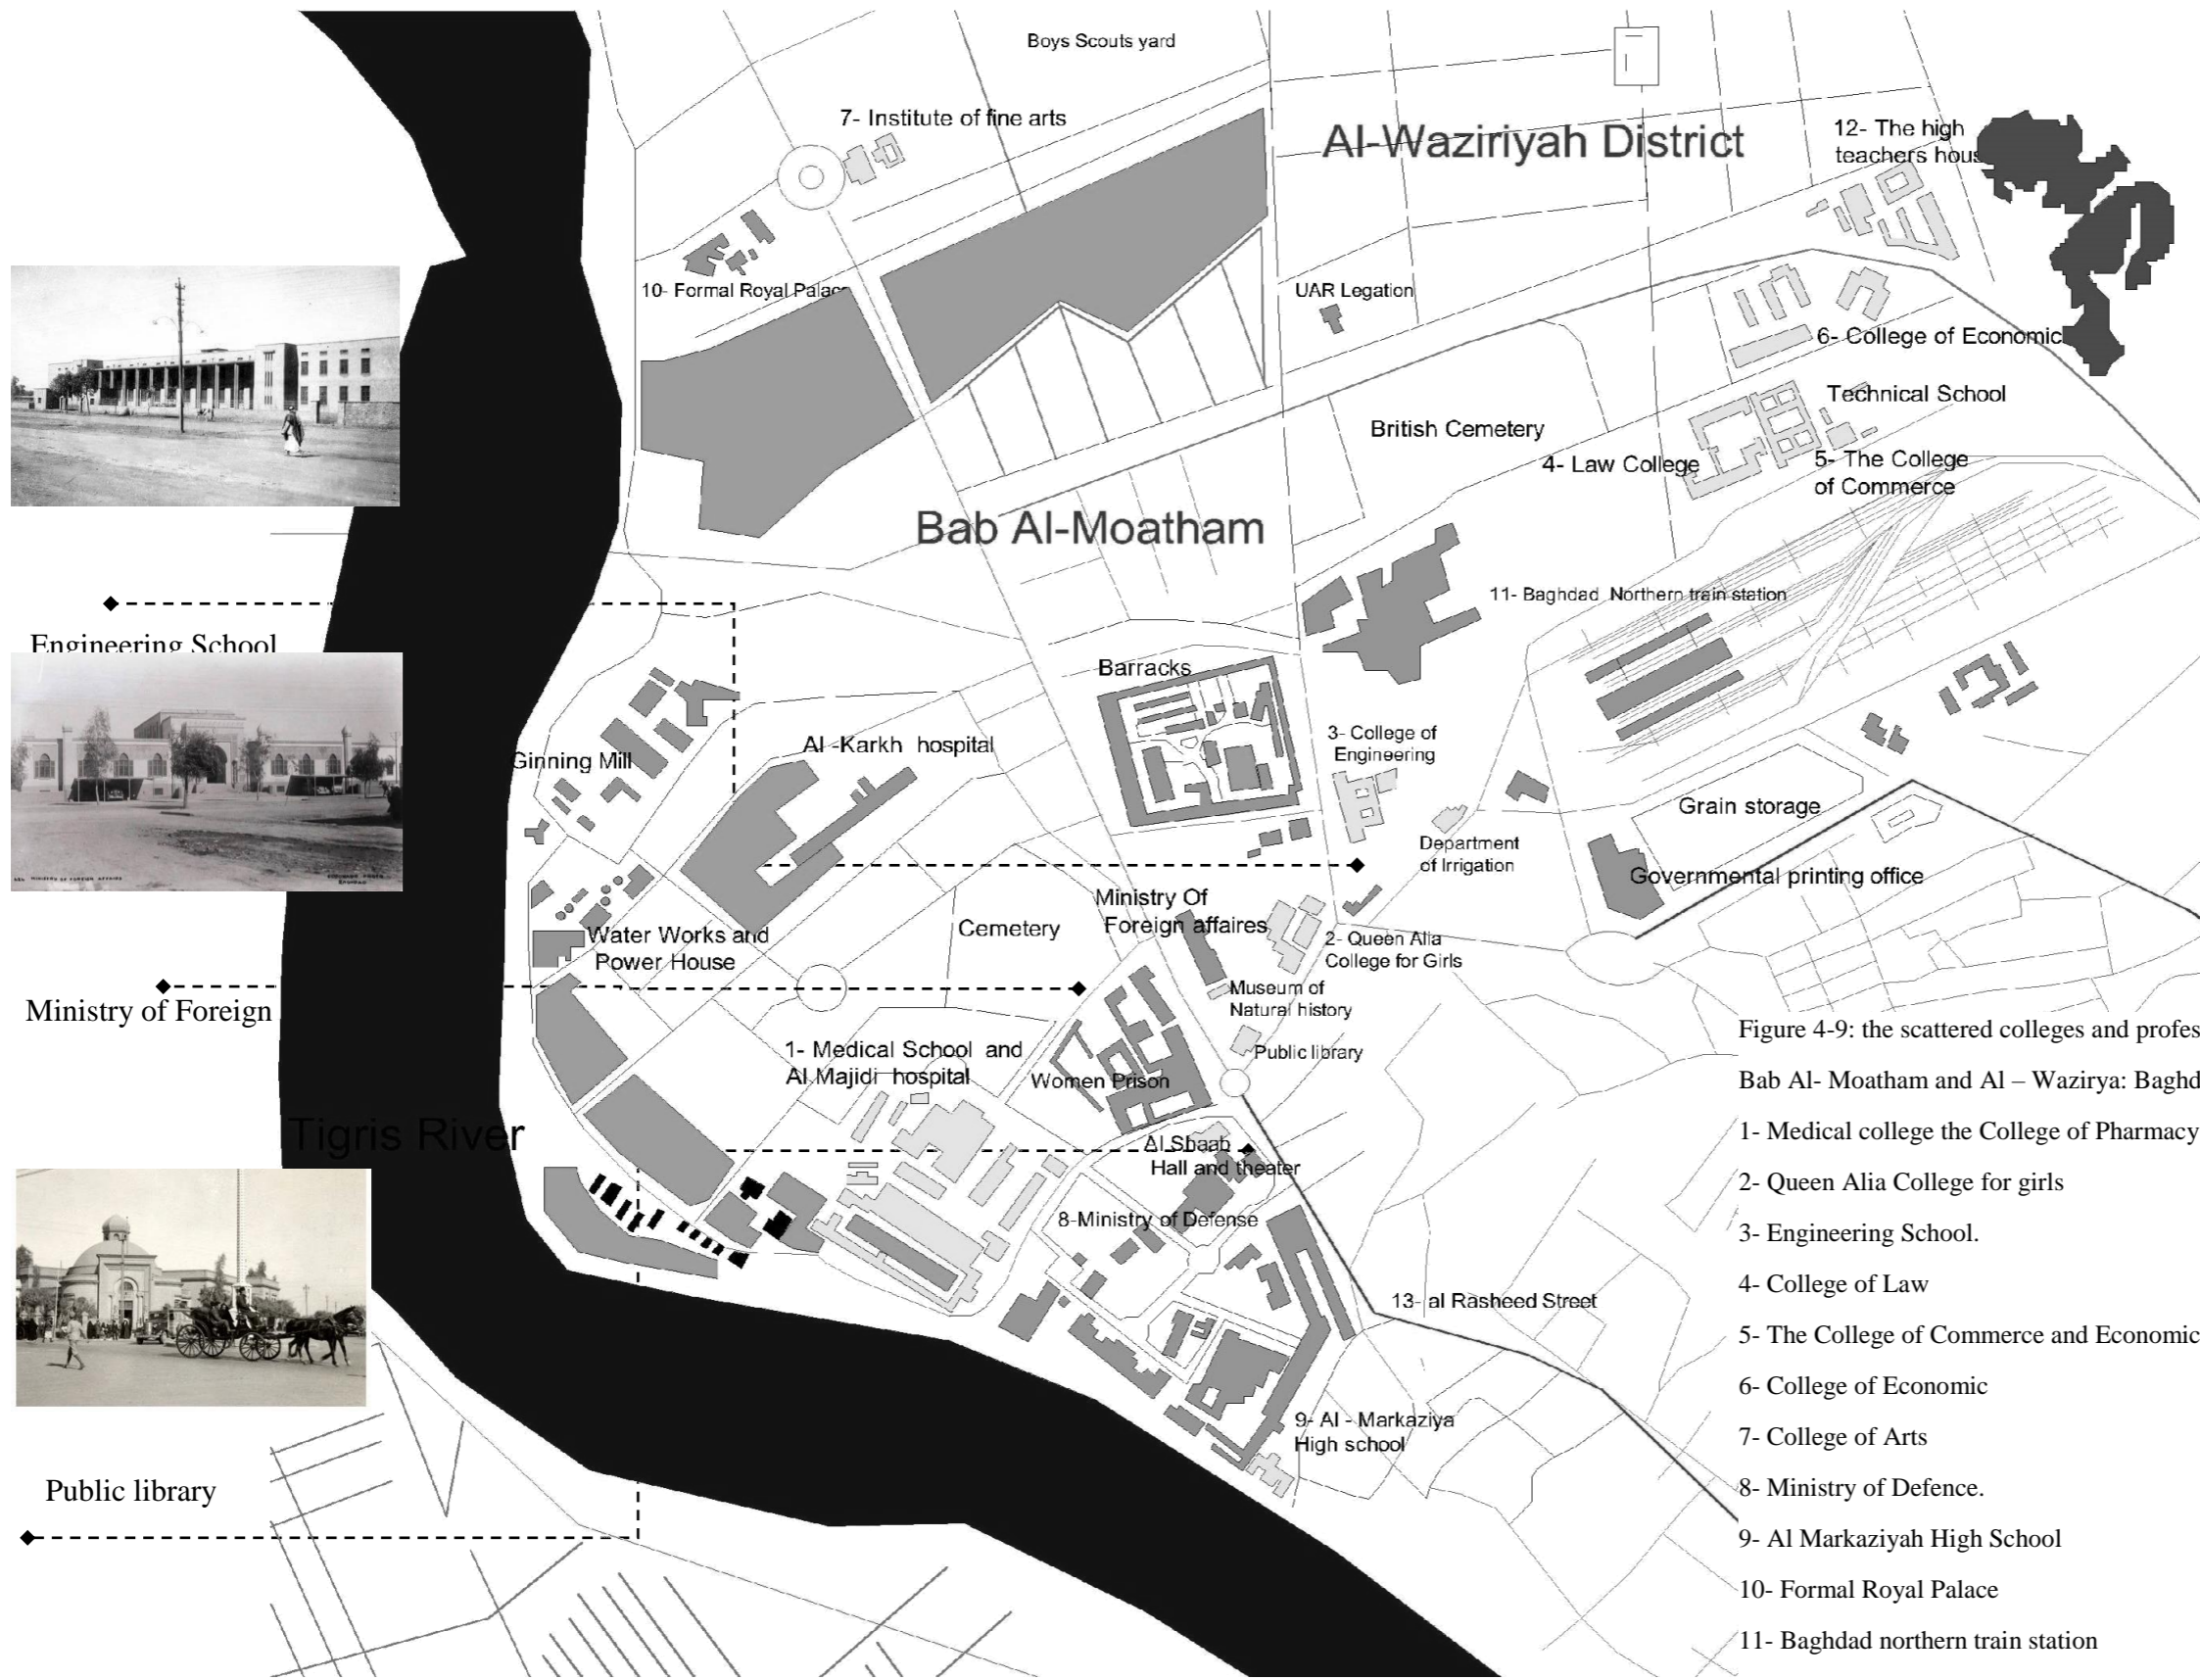 Boys Scouts yard
7- Institute of fine arts
Al-Waziriyah District
12- The high
teachers hous
10- Formal Royal Palace
UAR Legation
6- College of Economic
Technical School
British Cemetery
4- Law College
5- The College
of Commerce
Bab Al-Moatham
11- Baghdad Northern train station
Engineering School
Barracks
3- College of
Engineering
Al -Karkh hospital
Ginning Mill
Grain storage
Department
of Irrigation
Governmental printing office
Ministry Of
Foreign affaires
Cemetery
Water Works and
Power House
2- Queen Alia
College for Girls
Museum of
Natural history
Ministry of Foreign
Public library
1- Medical School and
Al Majidi hospital
Women Prison
Tigris River
Al Shaab
Hall and theater
8-Ministry of Defense
13- al Rasheed Street
9- Al - Markaziya
High school
Public library
Figure 4-9: the scattered colleges and profes
Bab Al- Moatham and Al – Wazirya: Baghd
1- Medical college the College of Pharmacy
2- Queen Alia College for girls
3- Engineering School.
4- College of Law
5- The College of Commerce and Economic
6- College of Economic
7- College of Arts
8- Ministry of Defence.
9- Al Markaziyah High School
10- Formal Royal Palace
11- Baghdad northern train station
MINISTRY OF FOREIGN AFFAIRS